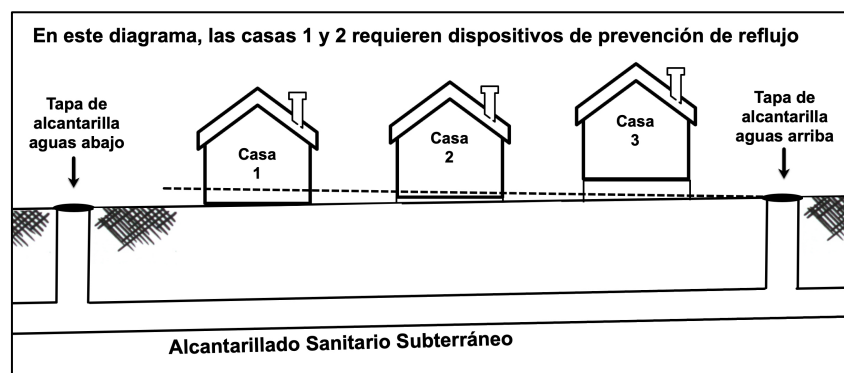 En este diagrama, las casas 1 y 2 requieren dispositivos de prevención de reflujo
Tapa de
alcantarilla
aguas abajo
Casa
1
Casa
2
Casa
3
Tapa de
alcantarilla
aguas arriba
Alcantarillado Sanitario Subterráneo